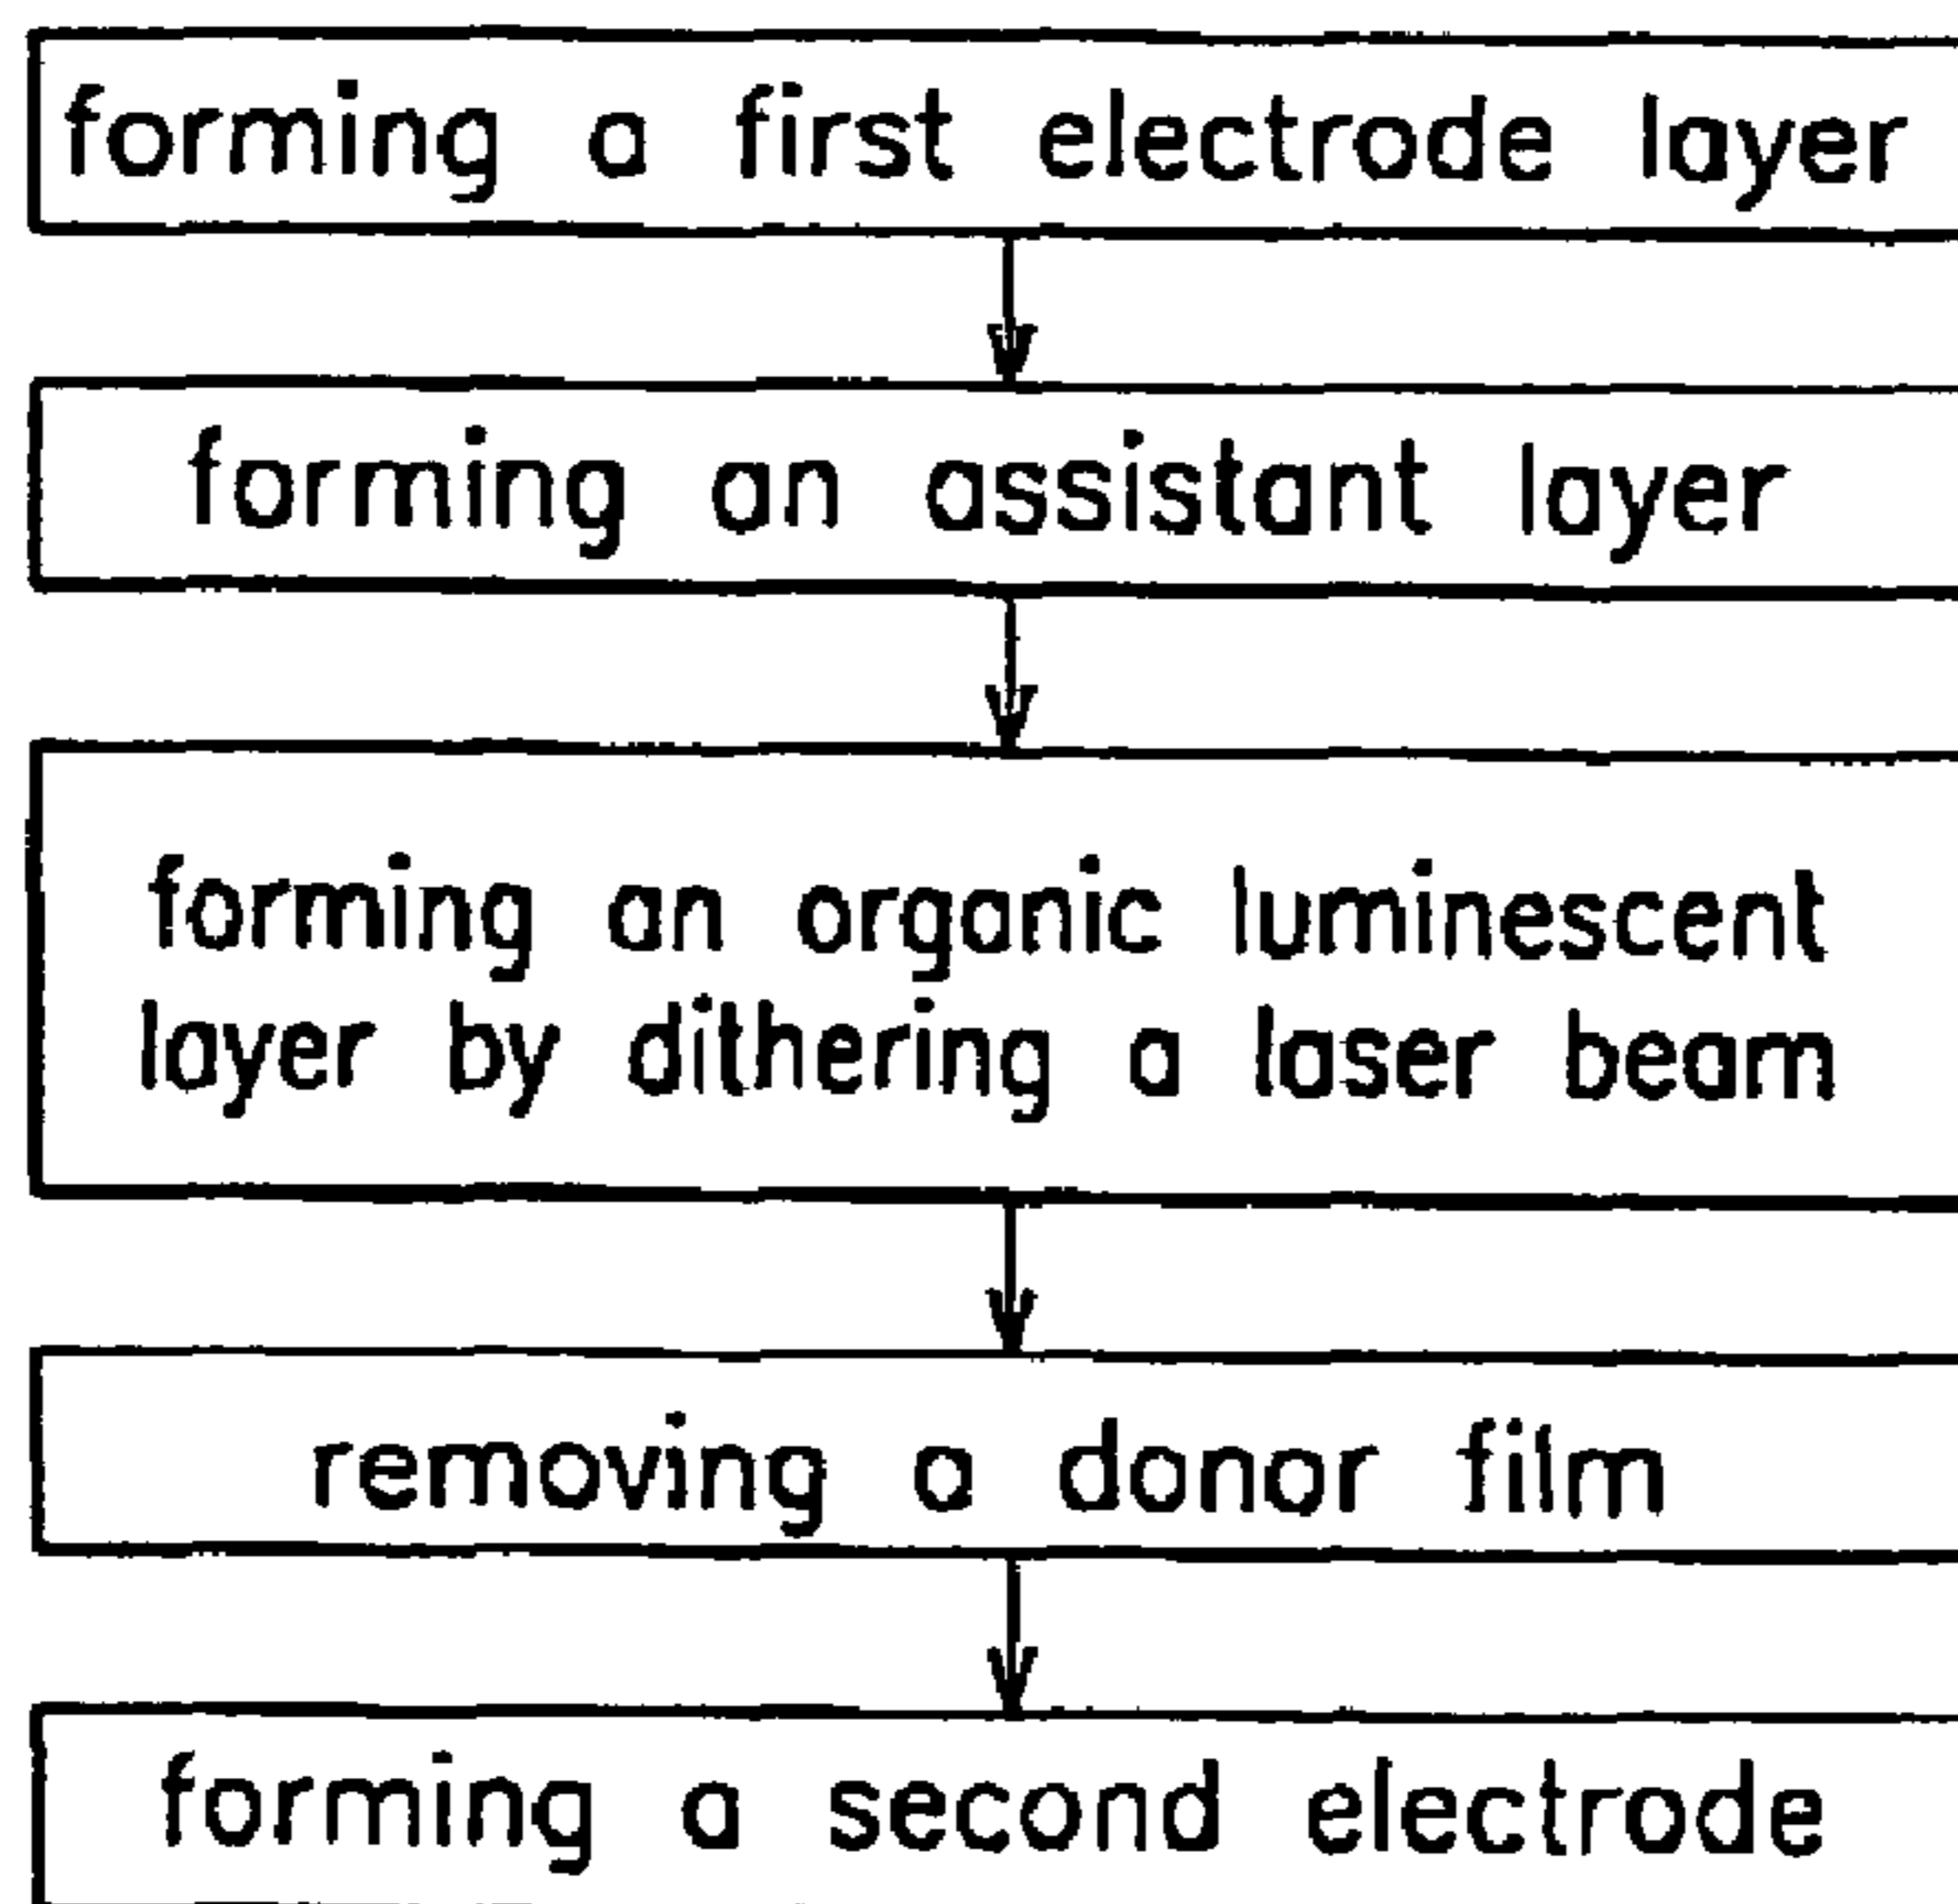 forming a first electrode layer
forming an assistant layer
forming an organic luminescent
layer by dithering a laser beam
removing a donor film
forming a second electrode